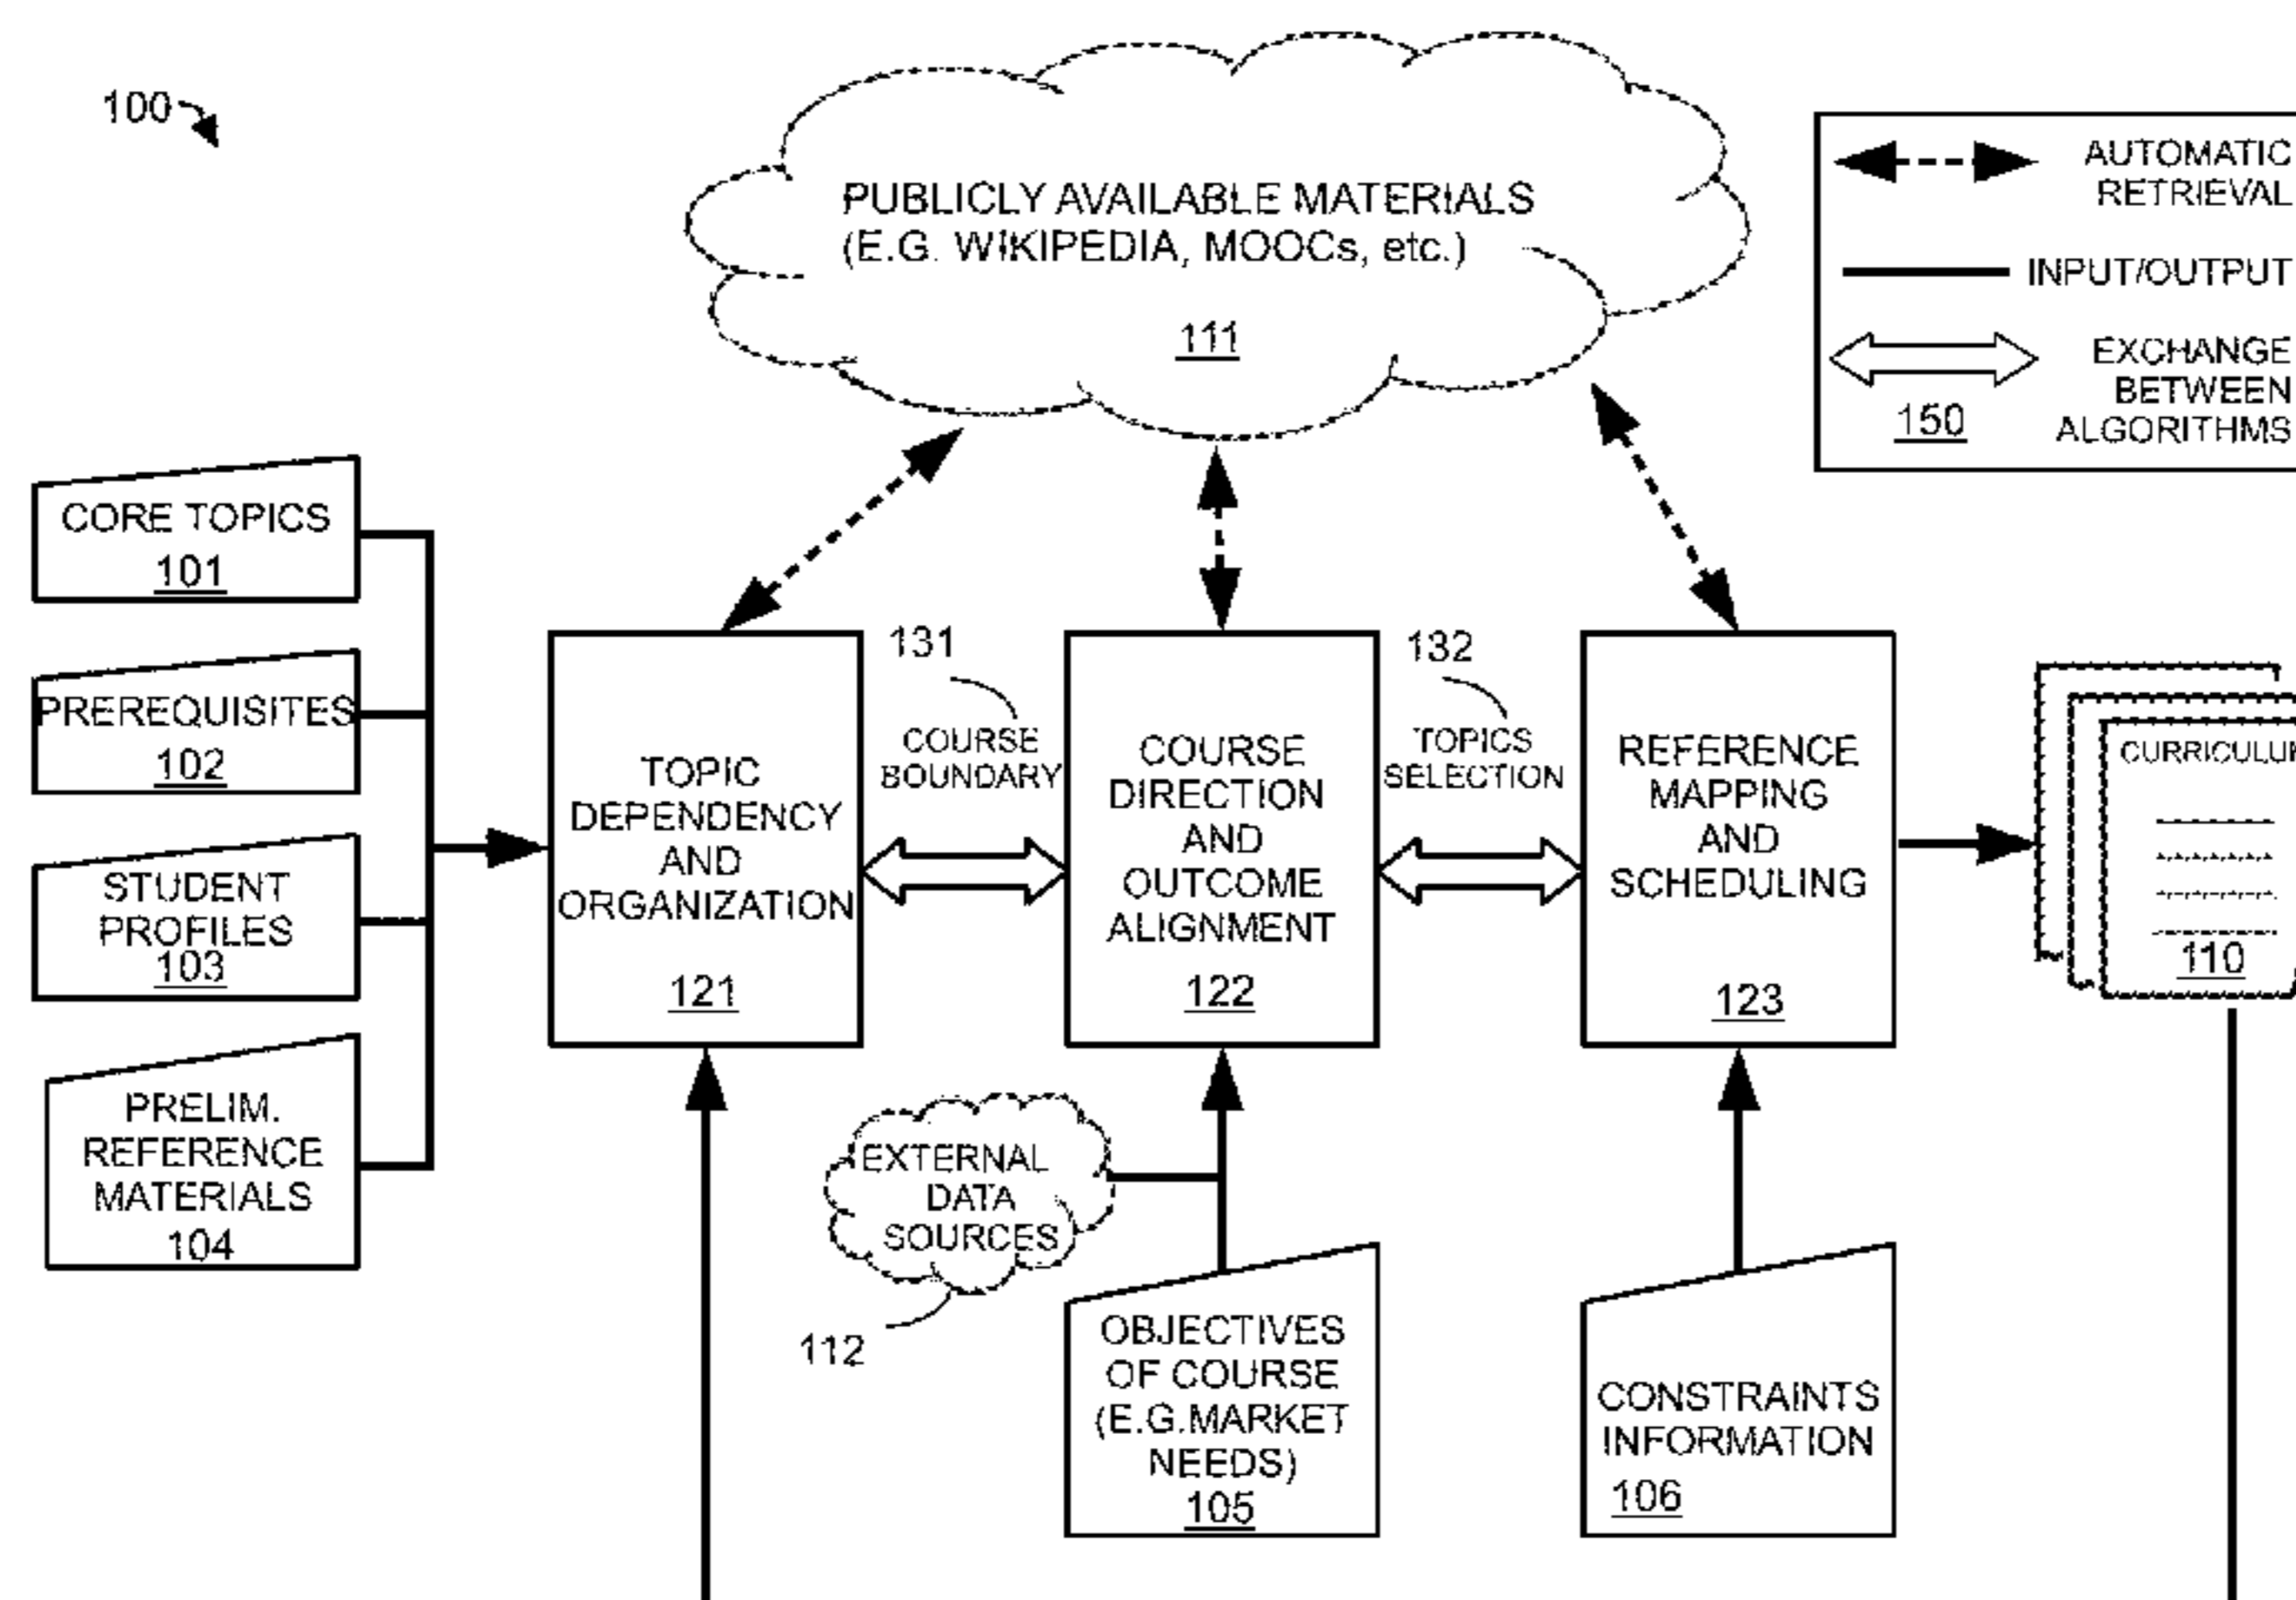 100
PUBLICLY AVAILABLE MATERIALS
(E.G. WIKIPEDIA, MOOCs, etc.)
111
AUTOMATIC
RETRIEVAL
INPUT/OUTPUT
EXCHANGE
BETWEEN
ALGORITHMS
150
CORE TOPICS
101
PREREQUISITES
102
STUDENT
PROFILES
103
PRELIM.
REFERENCE
MATERIALS
104
TOPIC
DEPENDENCY
AND
ORGANIZATION
121
131
COURSE
BOUNDARY
COURSE
DIRECTION
AND
OUTCOME
ALIGNMENT
122
132
TOPICS
SELECTION
REFERENCE
MAPPING
AND
SCHEDULING
123
110
EXTERNAL
DATA
SOURCES
112
OBJECTIVES
OF COURSE
(E.G.MARKET
NEEDS)
105
CONSTRAINTS
INFORMATION
106